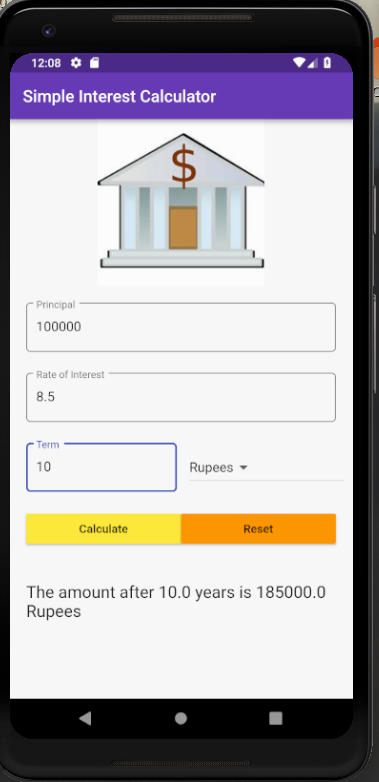 12:08
Simple Interest Calculator
$
Principal
100000
Rate of Interest
8.5
Term
10
Rupees
Calculate
Reset
The amount after 10.0 years is 185000.0
Rupees